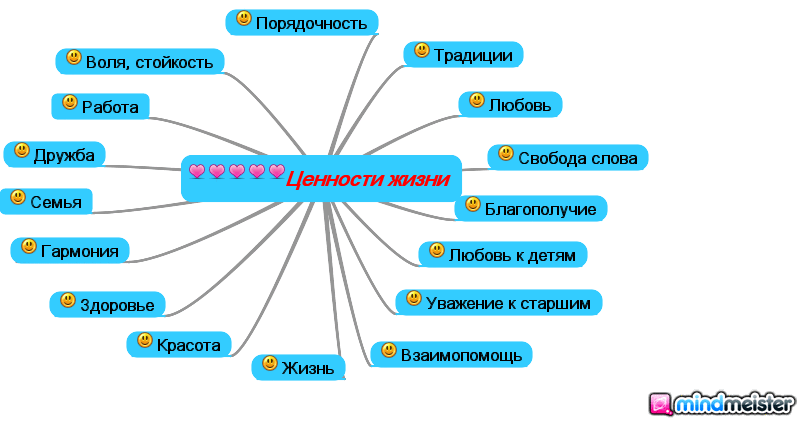 Порядочность
Воля, стойкость
Традиции
Работа
Любовь
Дружба
Свобода слова
Ценности жизни
Семья
Благополучие
Гармония
Любовь к детям
Здоровье
Уважение к старшим
Красота
Взаимопомощь
Жизнь
mindmeister